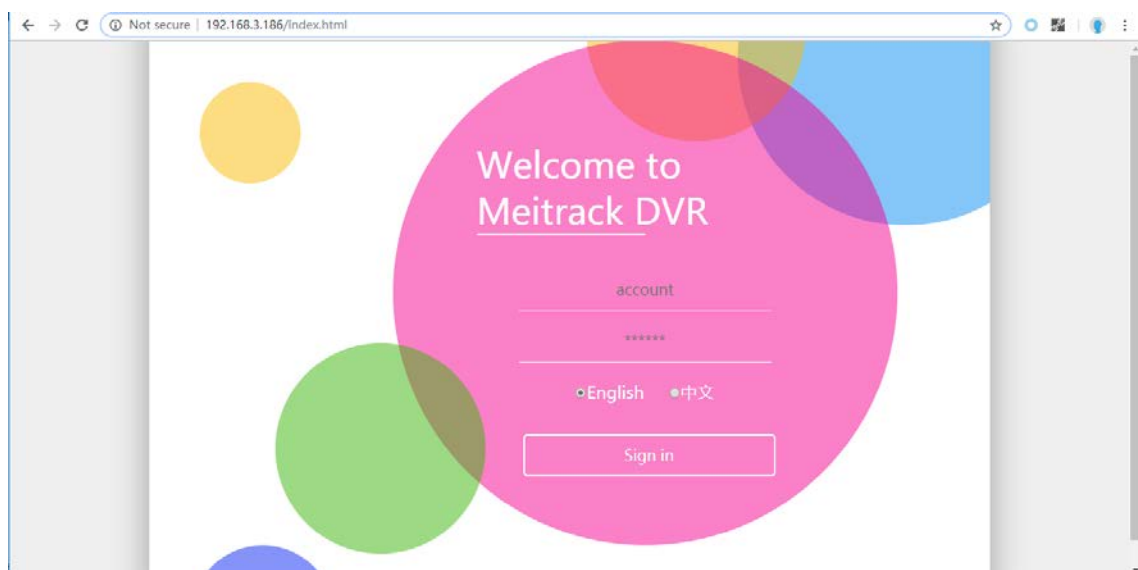 Not secure | 192.168.3.186/Index.html
Welcome to
Meitrack DVR
account
******
English 中文
Sign in